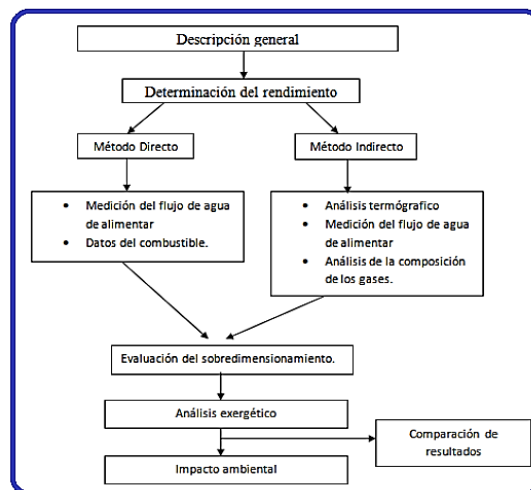 Descripción general
Determinación del rendimiento
Método Directo
Método Indirecto
• Medición del flujo de agua
de alimentar
• Datos del combustible.
• Análisis termógrafico
• Medición del flujo de agua
de alimentar
• Análisis de la composición
de los gases.
Evaluación del sobredimensionamiento.
Análisis exergético
Comparación de
resultados
Impacto ambiental